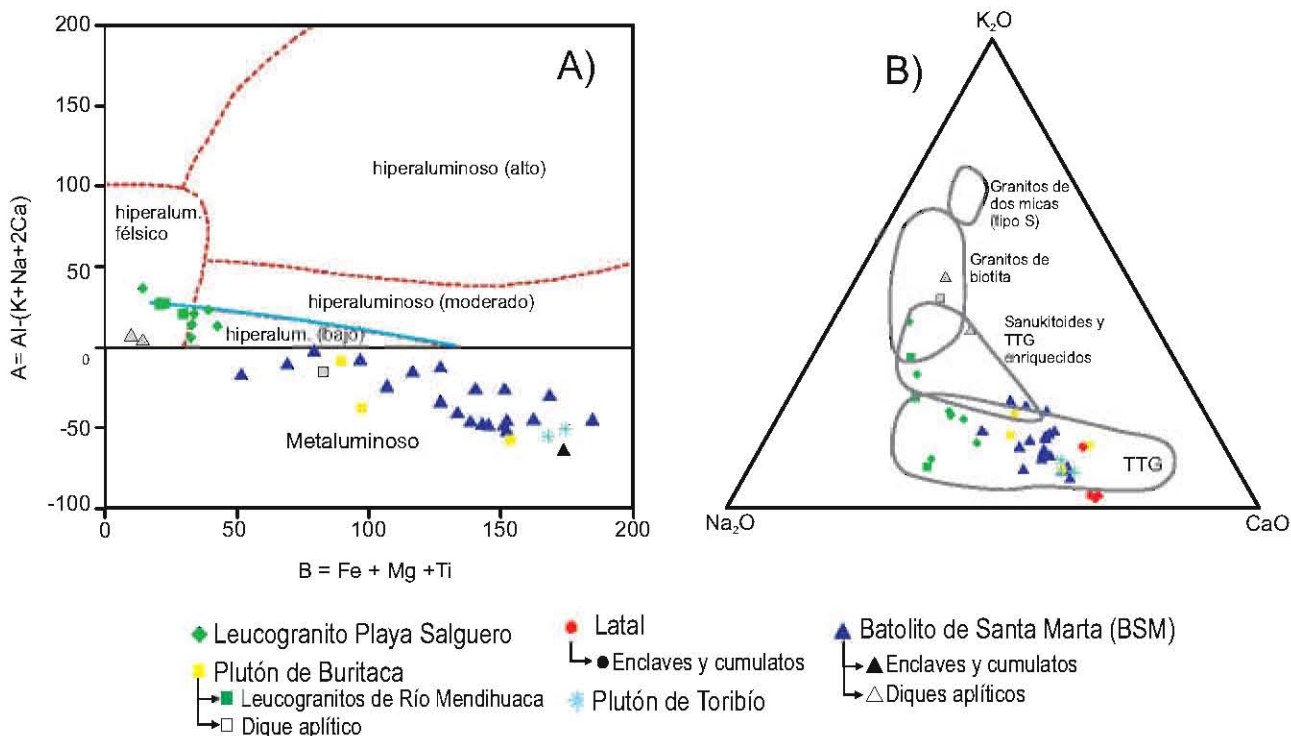 A)
200
150
100
50
0
-50
-100
0
50
100
150
200
A= Al-(K+Na+2Ca)
B = Fe + Mg +Ti
hiperaluminoso (alto)
hiperalum.
félsico
hiperaluminoso (moderado)
hiperalum. (bajo)
Metaluminoso
B)
K₂O
Na₂O
CaO
Granitos de
dos micas
(tipo S)
Granitos de
biotita
Sanukitoides y
TTG
enriquecidos
TTG
Leucogranito Playa Salguero
Plutón de Buritaca
Leucogranitos de Río Mendihuaca
Dique aplítico
Latal
Enclaves y cumulatos
Plutón de Toribío
Batolito de Santa Marta (BSM)
Enclaves y cumulatos
Diques aplíticos